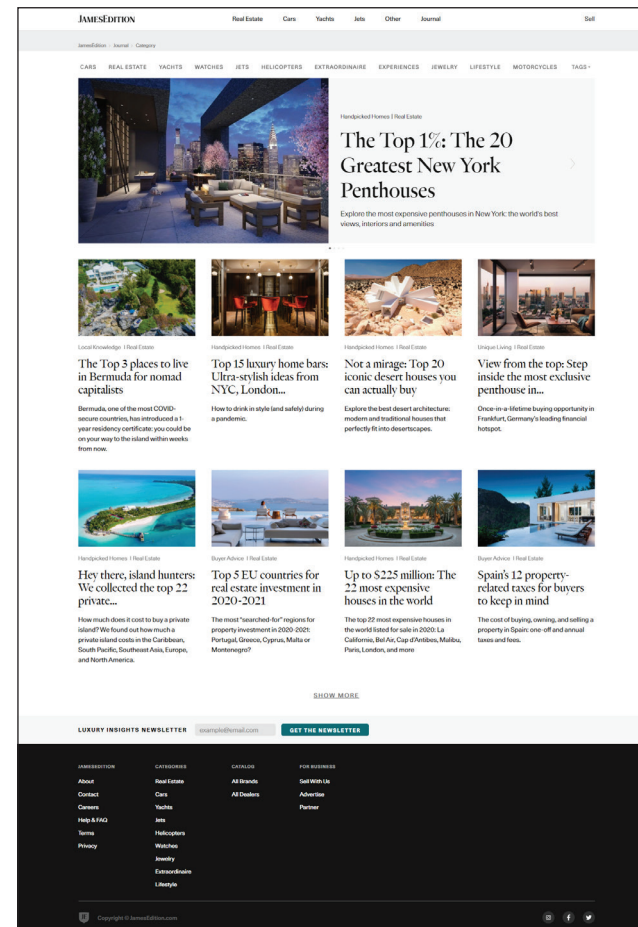 JAMESEDITION
Real Estate Cars Yachts Jets Other Journal
Sell
JamesEdition | Journal | Category
CARS REAL ESTATE YACHTS WATCHES JETS HELICOPTERS EXTRAORDINAIRE EXPERIENCES JEWELRY LIFESTYLE MOTORCYCLES TAGS
Handpicked Homes | Real Estate
The Top 1%: The 20
Greatest New York
Penthouses
Explore the most expensive penthouses in New York: the world's best
views, interiors and amenities
Local Knowledge | Real Estate
The Top 3 places to live
in Bermuda for nomad
capitalists
Bermuda, one of the most COVID-
secure countries, has introduced a 1-
year residency certificate: you could be
on your way to the island within weeks
from now.
Handpicked Homes | Real Estate
Top 15 luxury home bars:
Ultra-stylish ideas from
NYC, London...
How to drink in style (and safely) during
a pandemic.
Handpicked Homes | Real Estate
Not a mirage: Top 20
iconic desert houses you
can actually buy
Explore the best desert architecture:
modern and traditional houses that
perfectly fit into desertscapes.
Unique Living | Real Estate
View from the top: Step
inside the most exclusive
penthouse in...
Once-in-a-lifetime buying opportunity in
Frankfurt, Germany's leading financial
hotspot.
Handpicked Homes | Real Estate
Hey there, island hunters:
We collected the top 22
private...
How much does it cost to buy a private
island? We found out how much a
private island costs in the Caribbean,
South Pacific, Southeast Asia, Europe,
and North America.
Buyer Advice | Real Estate
Top 5 EU countries for
real estate investment in
2020-2021
The most "searched-for" regions for
property investment in 2020-2021:
Portugal, Greece, Cyprus, Malta or
Montenegro?
Handpicked Homes | Real Estate
Up to $225 million: The
22 most expensive
houses in the world
The top 22 most expensive houses in
the world listed for sale in 2020: La
Californie, Bel Air, Cap d'Antibes, Malibu,
Paris, London, and more
Buyer Advice | Real Estate
Spain's 12 property-
related taxes for buyers
to keep in mind
The cost of buying, owning, and selling a
property in Spain: one-off and annual
taxes and fees.
SHOW MORE
LUXURY INSIGHTS NEWSLETTER example@email.com GET THE NEWSLETTER
JAMESEDITION
About
Contact
Careers
Help & FAQ
Terms
Privacy
CATEGORIES
Real Estate
Cars
Yachts
Jets
Helicopters
Watches
Jewelry
Extraordinaire
Lifestyle
CATALOG
All Brands
All Dealers
FOR BUSINESS
Sell With Us
Advertise
Partner
Copyright © JamesEdition.com